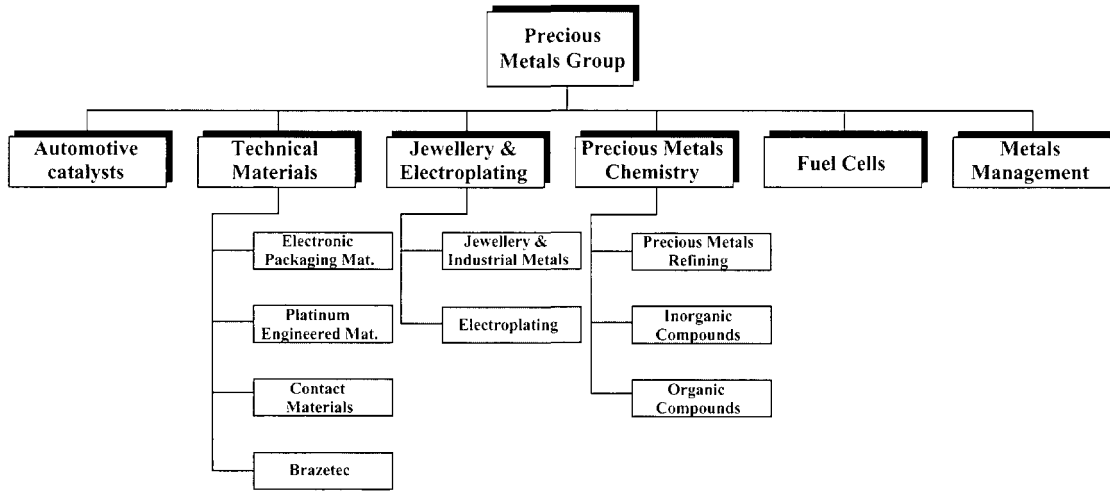 Precious
Metals Group
Automotive
catalysts
Technical
Materials
Jewellery &
Electroplating
Precious Metals
Chemistry
Fuel Cells
Metals
Management
Electronic
Packaging Mat.
Platinum
Engineered Mat.
Contact
Materials
Brazetec
Jewellery &
Industrial Metals
Electroplating
Precious Metals
Refining
Inorganic
Compounds
Organic
Compounds